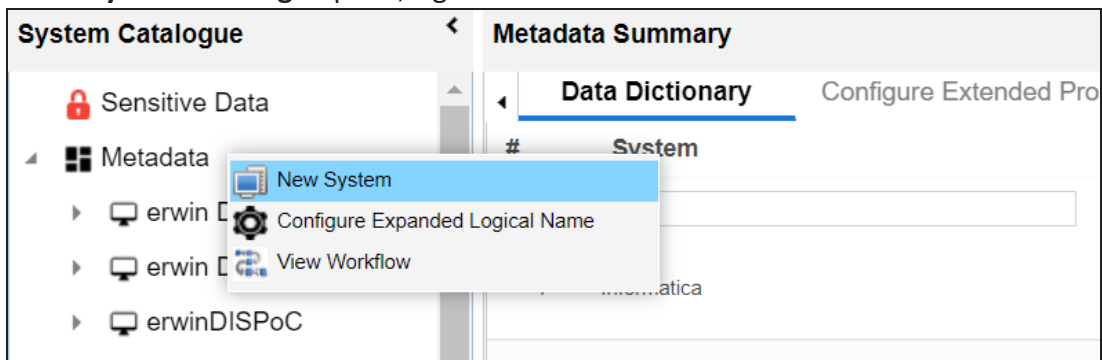 System Catalogue
Metadata Summary
Sensitive Data
Data Dictionary
Configure Extended Pro
Metadata
#
System
New System
erwin D
Configure Expanded Logical Name
erwin D
View Workflow
Informatica
erwinDISPoC